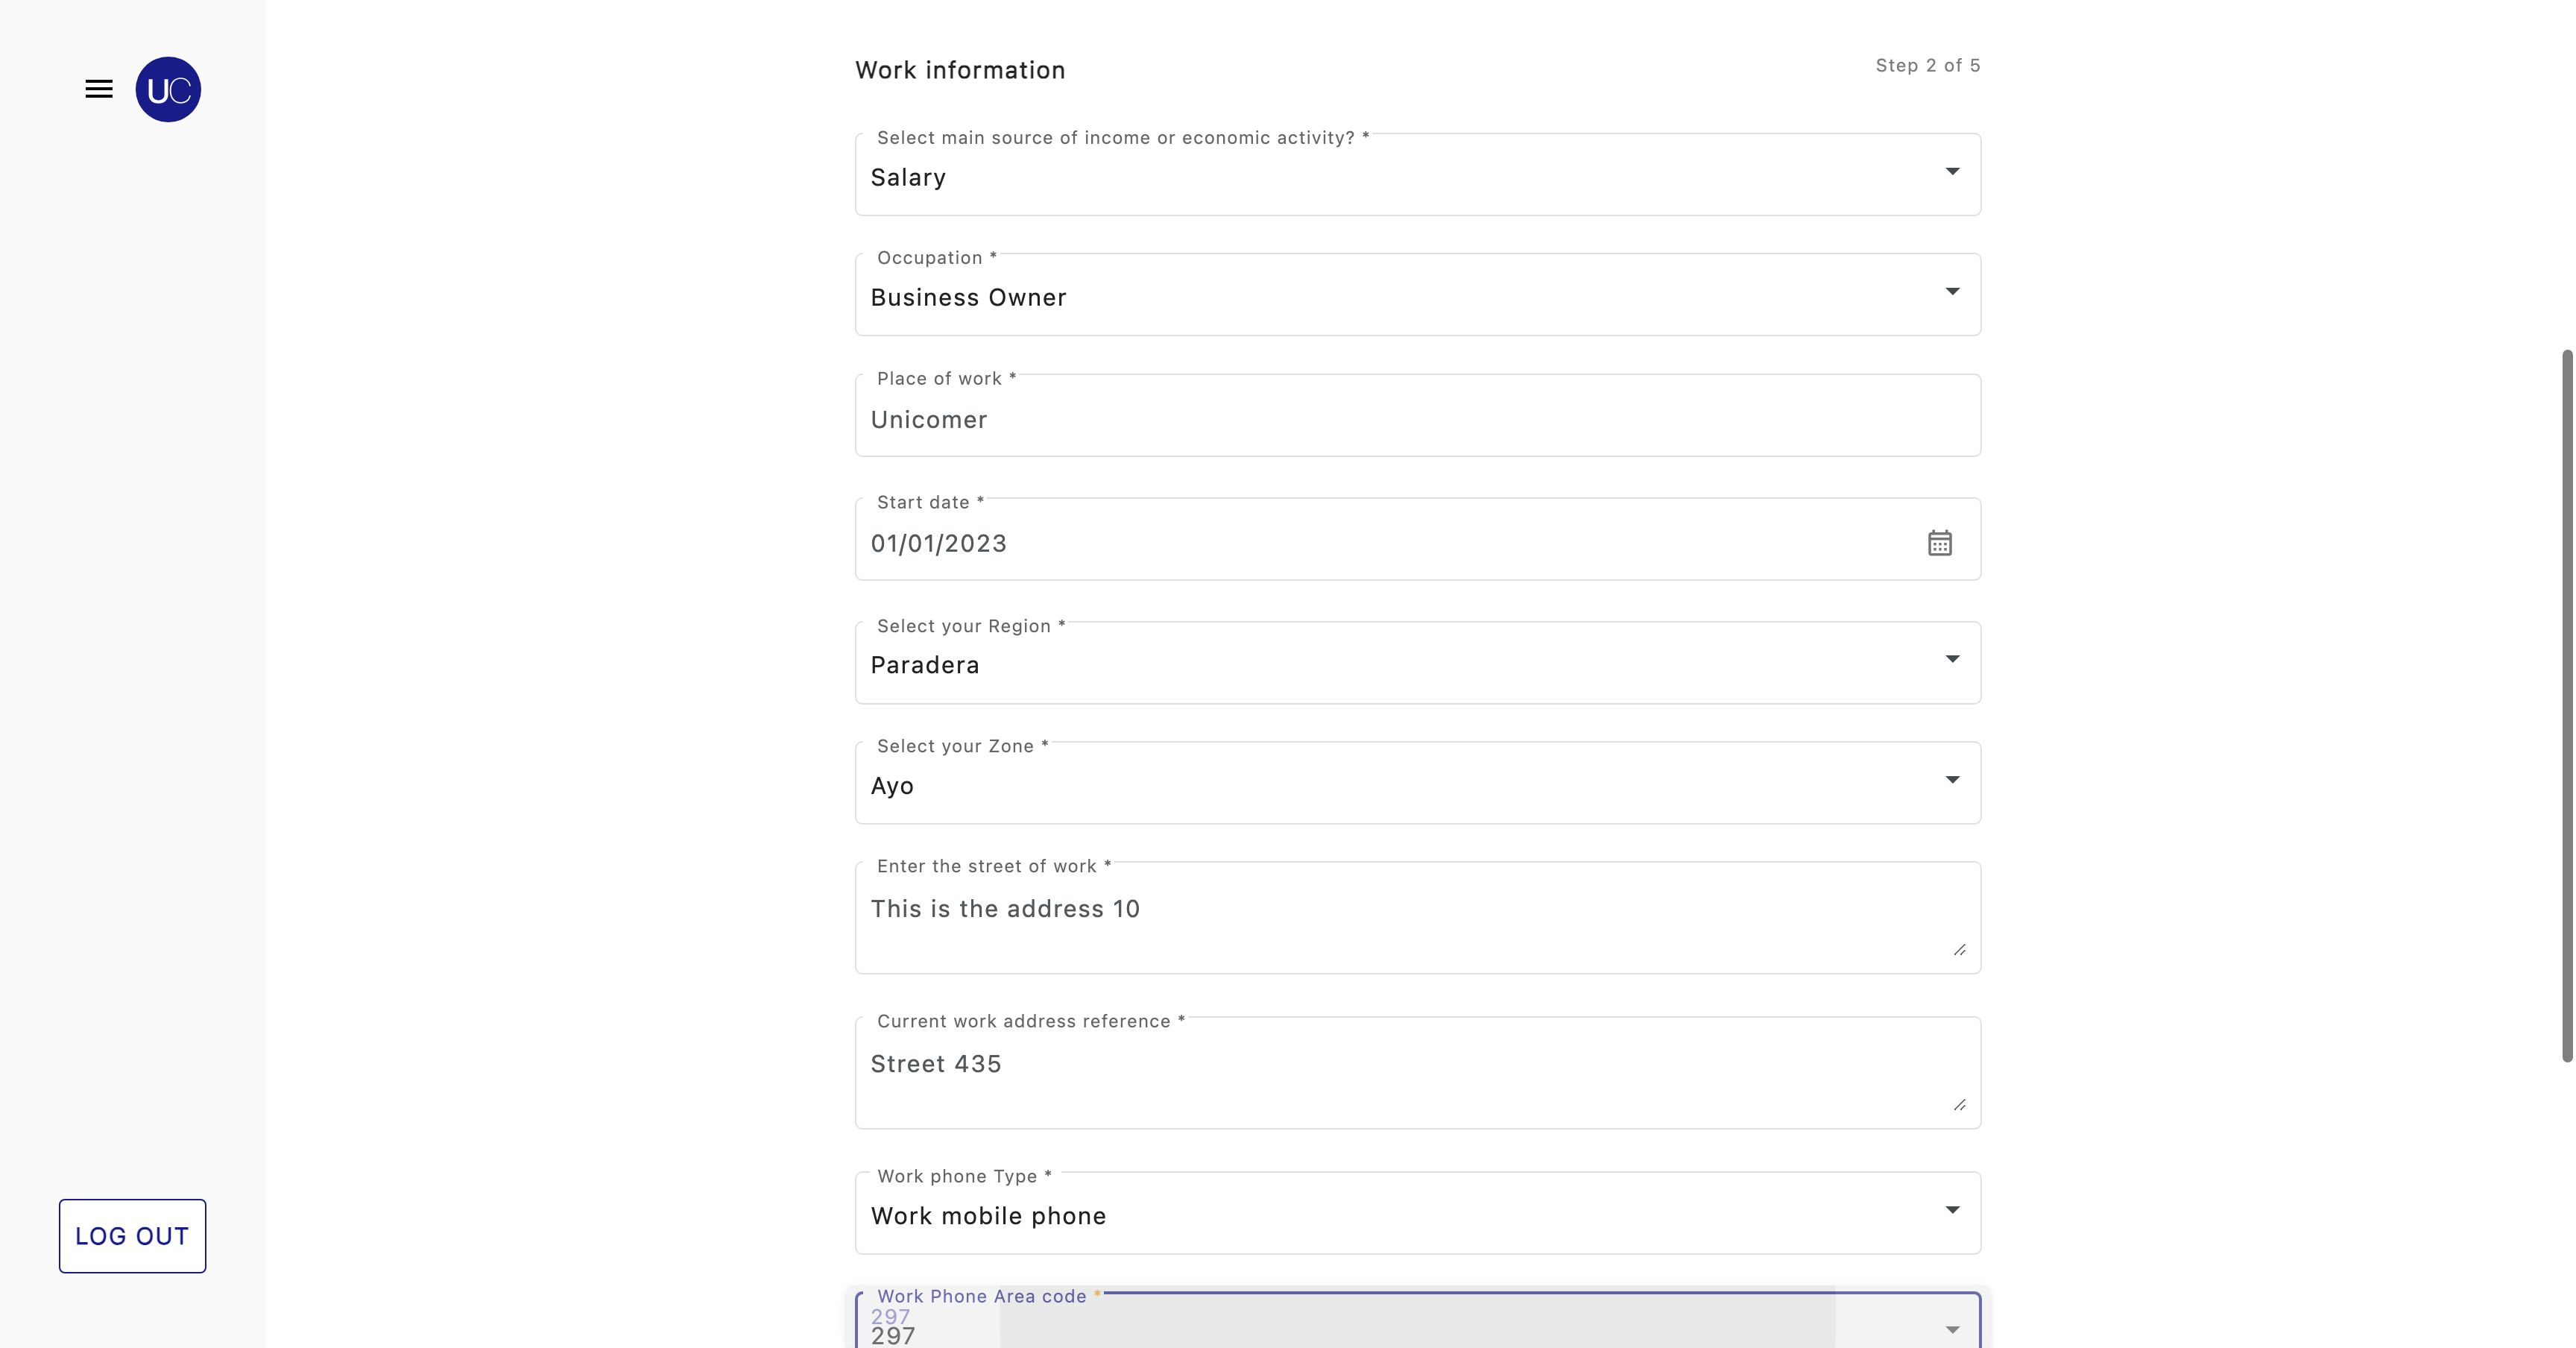 UC
Work information
Step 2 of 5
Select main source of income or economic activity? *
Salary
Occupation *
Business Owner
Place of work *
Unicomer
Start date *
01/01/2023
Select your Region *
Paradera
Select your Zone *
Ayo
Enter the street of work *
This is the address 10
Current work address reference *
Street 435
Work phone Type *
Work mobile phone
LOG OUT
Work Phone Area code *
297
297